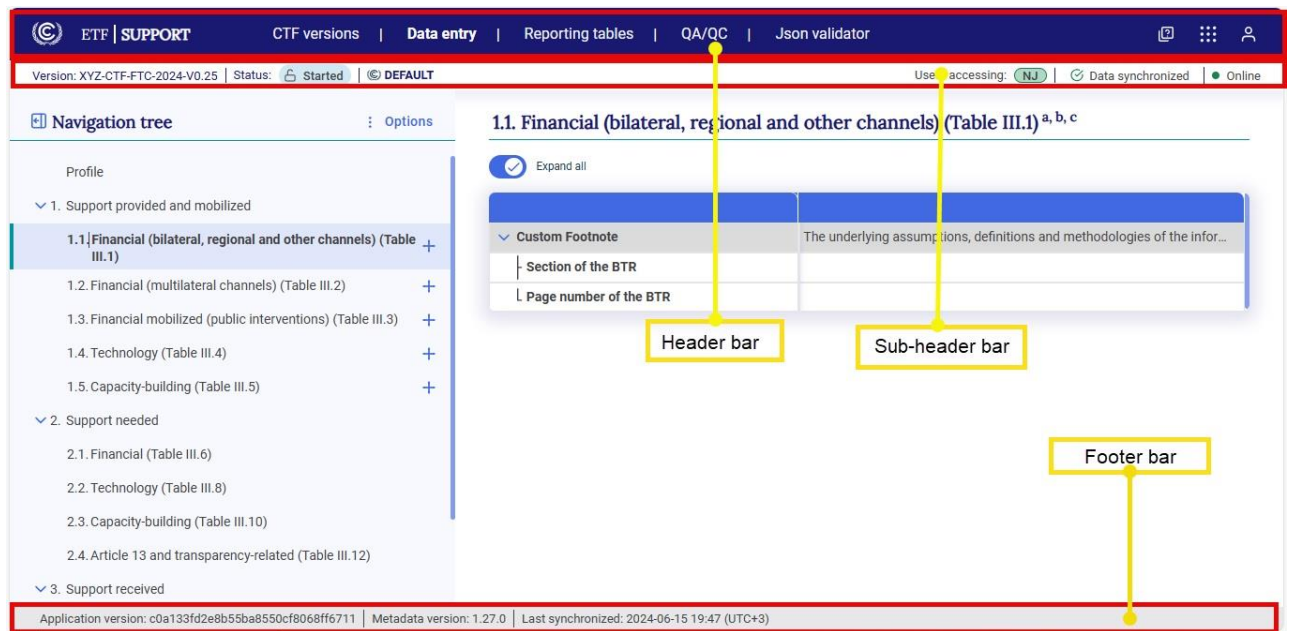 ETF | SUPPORT CTF versions | Data entry | Reporting tables | QA/QC | Json validator
Version: XYZ-CTF-FTC-2024-V0.25 | Status: Started | © DEFAULT Users accessing: NJ | Data synchronized | Online
Navigation tree
Options
1.1. Financial (bilateral, regional and other channels) (Table III.1) a, b, c
Profile
Expand all
1. Support provided and mobilized
1.1. Financial (bilateral, regional and other channels) (Table
III.1)
Custom Footnote The underlying assumptions, definitions and methodologies of the infor...
Section of the BTR
1.2. Financial (multilateral channels) (Table III.2)
Page number of the BTR
1.3. Financial mobilized (public interventions) (Table III.3)
Header bar
Sub-header bar
1.4. Technology (Table III.4)
1.5. Capacity-building (Table III.5)
2. Support needed
2.1. Financial (Table III.6)
Footer bar
2.2. Technology (Table III.8)
2.3. Capacity-building (Table III.10)
2.4. Article 13 and transparency-related (Table III.12)
3. Support received
Application version: c0a133fd2e8b55ba8550cf8068ff6711 | Metadata version: 1.27.0 | Last synchronized: 2024-06-15 19:47 (UTC+3)